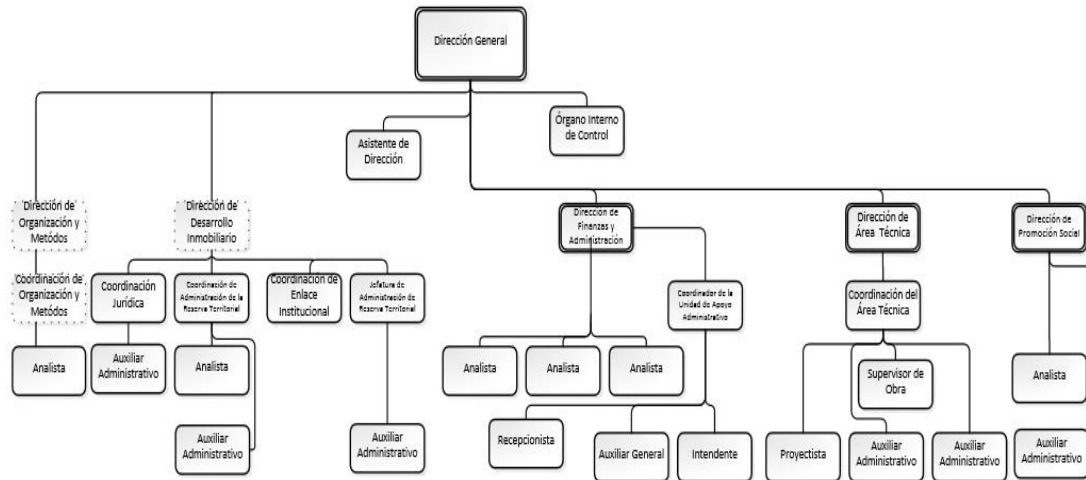 Dirección General
Órgano Interno
de Control
Asistente de
Dirección
Dirección de
Organización y
Metódos
Dirección de
Desarrollo
Inmobiliario
Dirección de
Finanzas y
Administración
Dirección de
Área Técnica
Dirección de
Promoción Social
Coordinación de
Organización y
Metódos
Coordinación
Jurídica
Coordinación de
Administración de la
Reserva Territorial
Coordinación de
Enlace
Institucional
Jefatura de
Administración de
Reserva Territorial
Coordinador de la
Unidad de Apoyo
Administrativo
Coordinación del
Área Técnica
Analista
Auxiliar
Administrativo
Analista
Analista
Analista
Analista
Supervisor de
Obra
Analista
Auxiliar
Administrativo
Auxiliar
Administrativo
Recepcionista
Auxiliar General
Intendente
Proyectista
Auxiliar
Administrativo
Auxiliar
Administrativo
Auxiliar
Administrativo